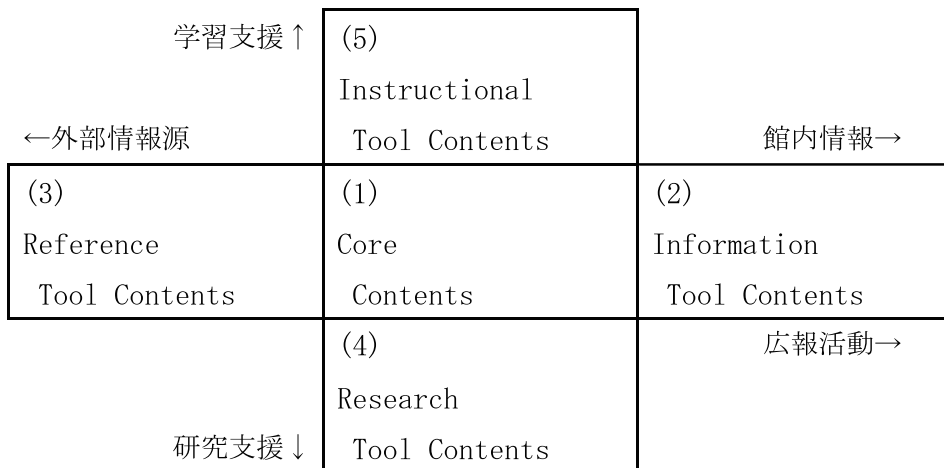 学習支援↑
(5)
Instructional
Tool Contents
←外部情報源
館内情報→
(3)
Reference
Tool Contents
(1)
Core
Contents
(2)
Information
Tool Contents
(4)
Research
Tool Contents
広報活動→
研究支援↓